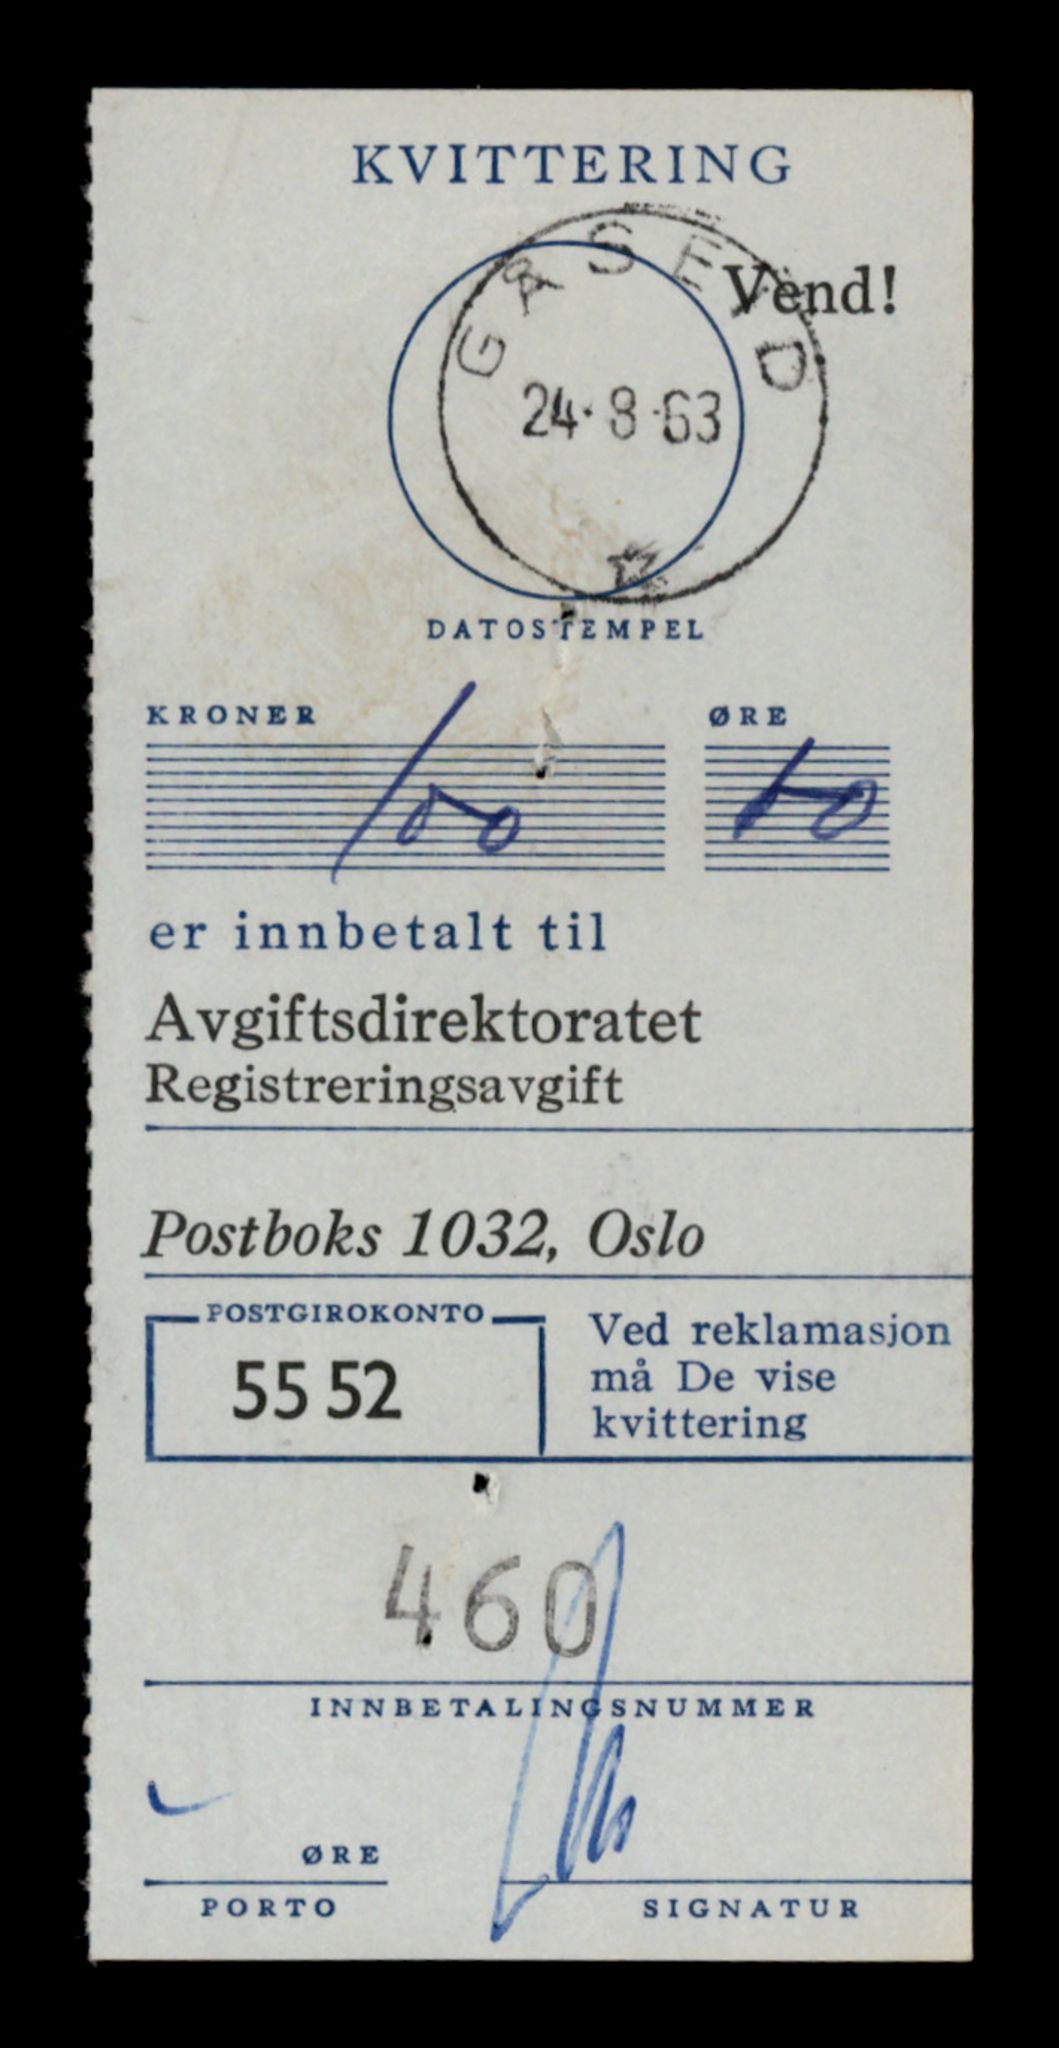 KVITTERING
GÅSEID
Vend!
24·8·63
DATOSTEMPEL
KRONER ØRE
100
er innbetalt til
Avgiftsdirektoratet
Registreringsavgift
Postboks 1032, Oslo
POSTGIROKONTO
55 52
Ved reklamasjon
må De vise
kvittering
460
INNBETALINGSNUMMER
ØRE
PORTO SIGNATUR